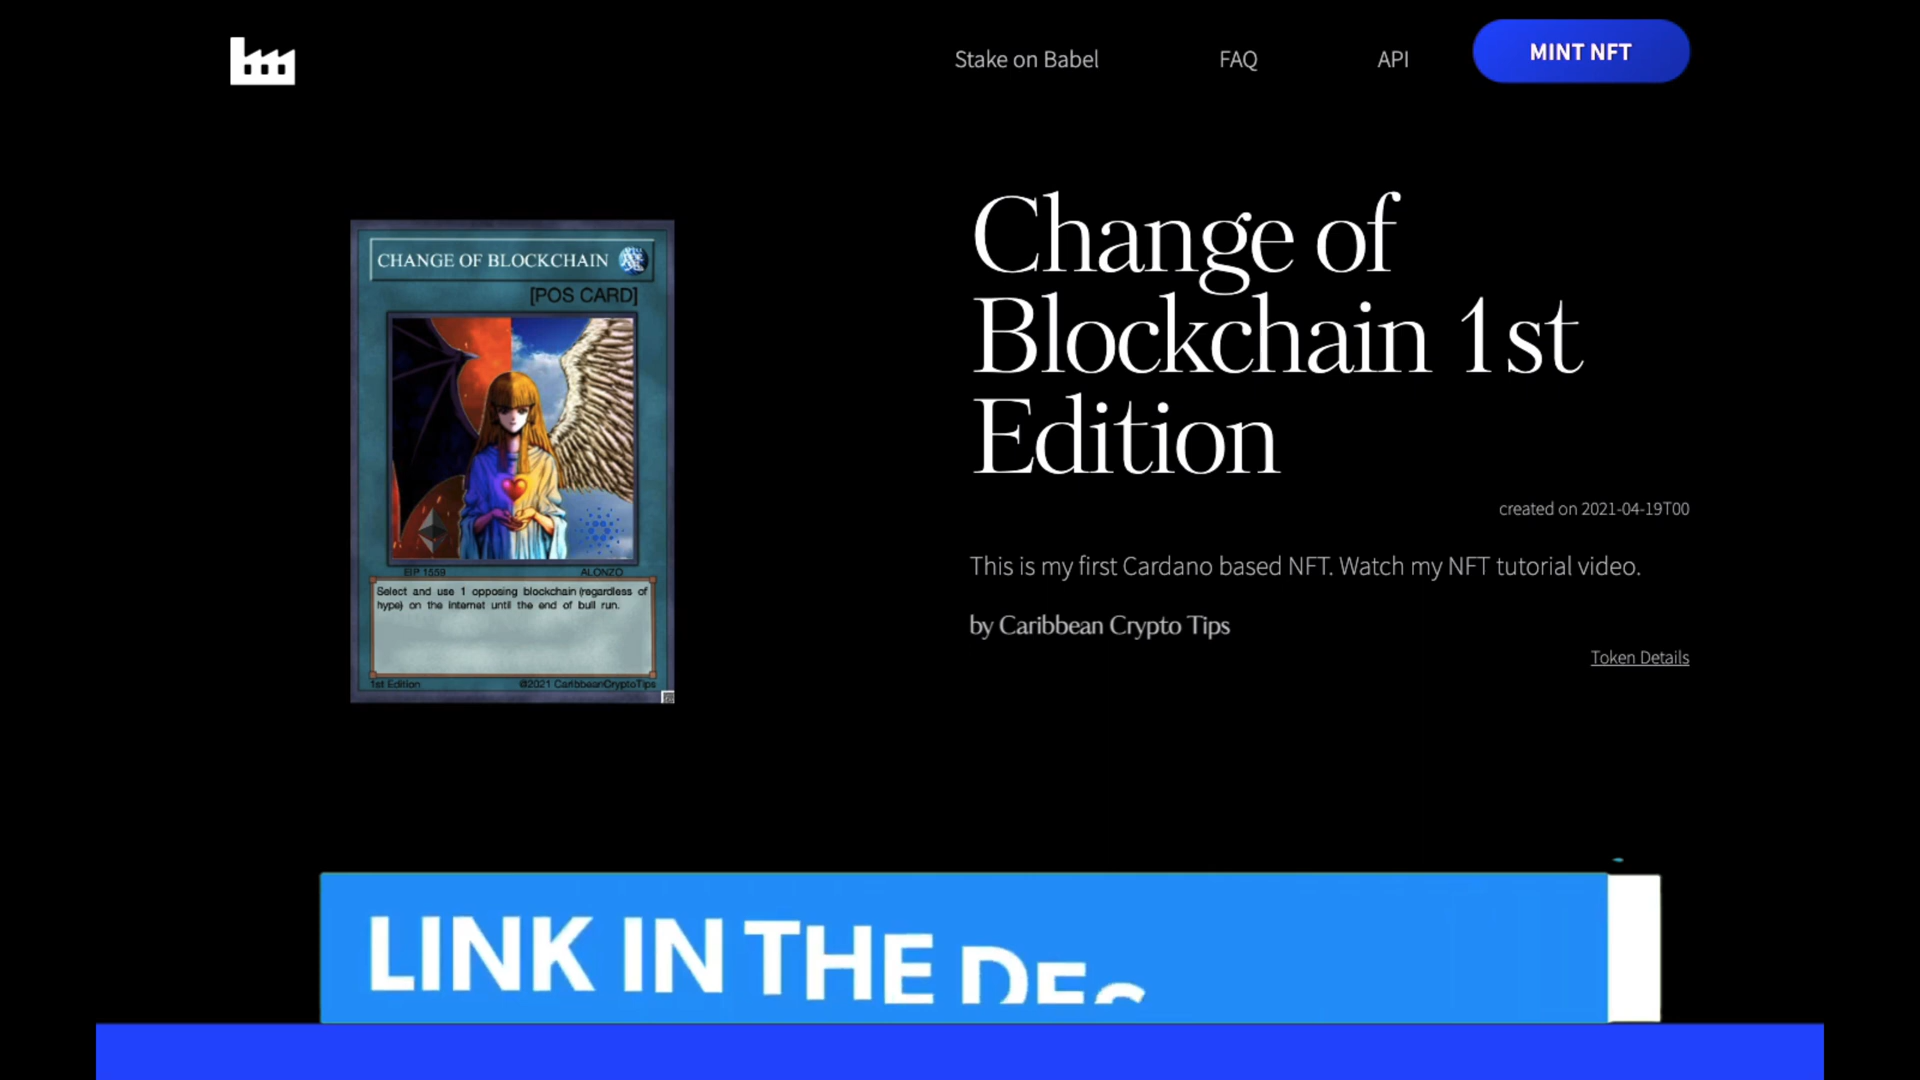 Stake on Babel
FAQ
API
MINT NFT
CHANGE OF BLOCKCHAIN
[POS CARD]
EIP 1559
ALONZO
Select and use 1 opposing blockchain (regardless of
hype) on the internet until the end of bull run.
1st Edition
@2021 CaribbeanCryptoTips
Change of
Blockchain 1st
Edition
created on 2021-04-19T00
This is my first Cardano based NFT. Watch my NFT tutorial video.
by Caribbean Crypto Tips
Token Details
LINK IN THE